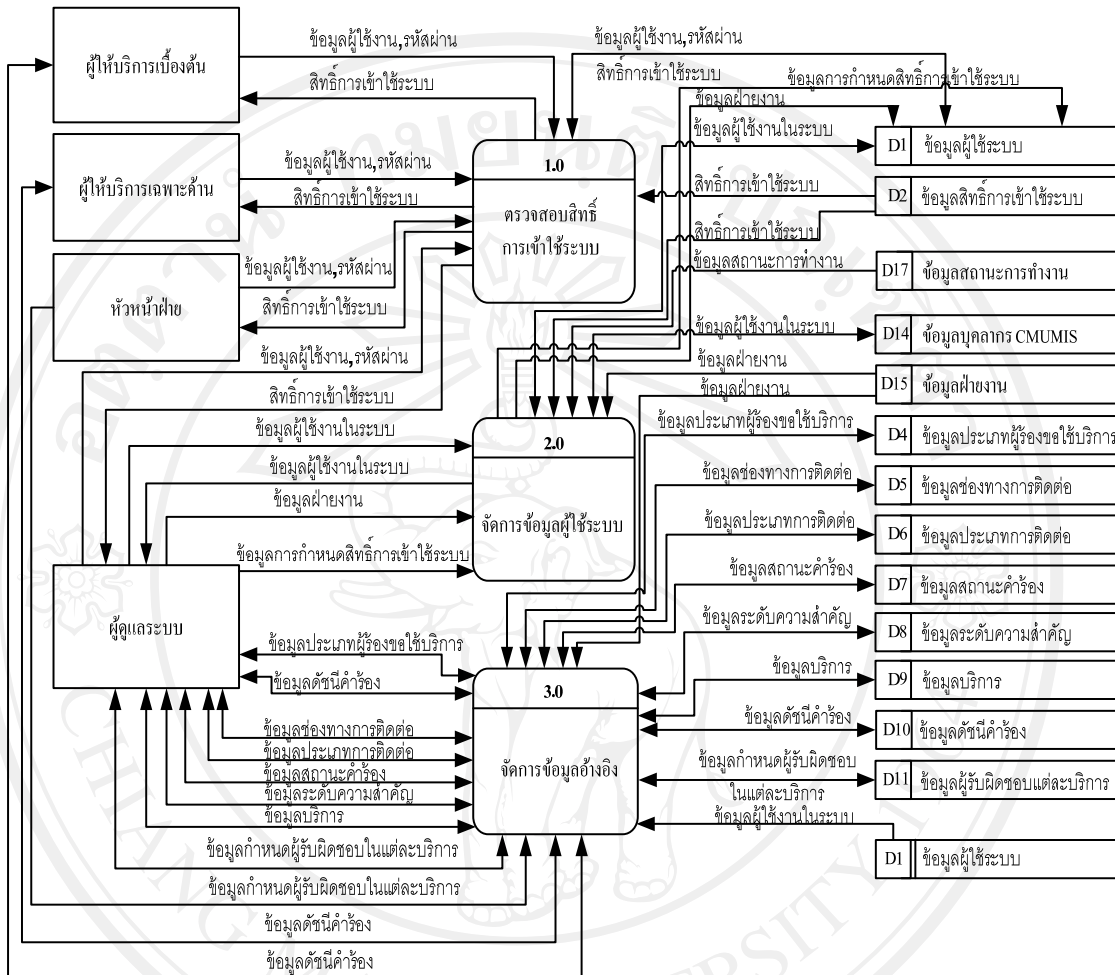 ผู้ให้บริการเบื้องต้น
ข้อมูลผู้ใช้งาน,รหัสผ่าน
สิทธิ์การเข้าใช้ระบบ
ข้อมูลผู้ใช้งาน,รหัสผ่าน
สิทธิ์การเข้าใช้ระบบ
ข้อมูลการกำหนดสิทธิ์การเข้าใช้ระบบ
ข้อมูลฝ่ายงาน
ข้อมูลผู้ใช้งานในระบบ
D1 ข้อมูลผู้ใช้ระบบ
ผู้ให้บริการเฉพาะด้าน
ข้อมูลผู้ใช้งาน,รหัสผ่าน
สิทธิ์การเข้าใช้ระบบ
1.0
ตรวจสอบสิทธิ์
การเข้าใช้ระบบ
สิทธิ์การเข้าใช้ระบบ
D2 ข้อมูลสิทธิ์การเข้าใช้ระบบ
สิทธิ์การเข้าใช้ระบบ
ข้อมูลสถานะการทำงาน
D17 ข้อมูลสถานะการทำงาน
หัวหน้าฝ่าย
ข้อมูลผู้ใช้งาน,รหัสผ่าน
สิทธิ์การเข้าใช้ระบบ
ข้อมูลผู้ใช้งานในระบบ
D14 ข้อมูลบุคลากร CMUMIS
ข้อมูลผู้ใช้งาน,รหัสผ่าน
สิทธิ์การเข้าใช้ระบบ
ข้อมูลฝ่ายงาน
D15 ข้อมูลฝ่ายงาน
ข้อมูลฝ่ายงาน
ข้อมูลผู้ใช้งานในระบบ
ข้อมูลผู้ใช้งานในระบบ
ข้อมูลฝ่ายงาน
ข้อมูลการกำหนดสิทธิ์การเข้าใช้ระบบ
2.0
จัดการข้อมูลผู้ใช้ระบบ
ข้อมูลประเภทผู้ร้องขอใช้บริการ
D4 ข้อมูลประเภทผู้ร้องขอใช้บริการ
ข้อมูลช่องทางการติดต่อ
D5 ข้อมูลช่องทางการติดต่อ
ข้อมูลประเภทการติดต่อ
D6 ข้อมูลประเภทการติดต่อ
ข้อมูลสถานะคำร้อง
D7 ข้อมูลสถานะคำร้อง
ผู้ดูแลระบบ
ข้อมูลระดับความสำคัญ
D8 ข้อมูลระดับความสำคัญ
ข้อมูลประเภทผู้ร้องขอใช้บริการ
ข้อมูลดัชนีคำร้อง
3.0
จัดการข้อมูลอ้างอิง
ข้อมูลบริการ
D9 ข้อมูลบริการ
ข้อมูลดัชนีคำร้อง
D10 ข้อมูลดัชนีคำร้อง
ข้อมูลช่องทางการติดต่อ
ข้อมูลประเภทการติดต่อ
ข้อมูลสถานะคำร้อง
ข้อมูลระดับความสำคัญ
ข้อมูลบริการ
ข้อมูลกำหนดผู้รับผิดชอบ
ในแต่ละบริการ
D11 ข้อมูลผู้รับผิดชอบแต่ละบริการ
ข้อมูลผู้ใช้งานในระบบ
D1 ข้อมูลผู้ใช้ระบบ
ข้อมูลกำหนดผู้รับผิดชอบในแต่ละบริการ
ข้อมูลกำหนดผู้รับผิดชอบในแต่ละบริการ
ข้อมูลดัชนีคำร้อง
ข้อมูลดัชนีคำร้อง